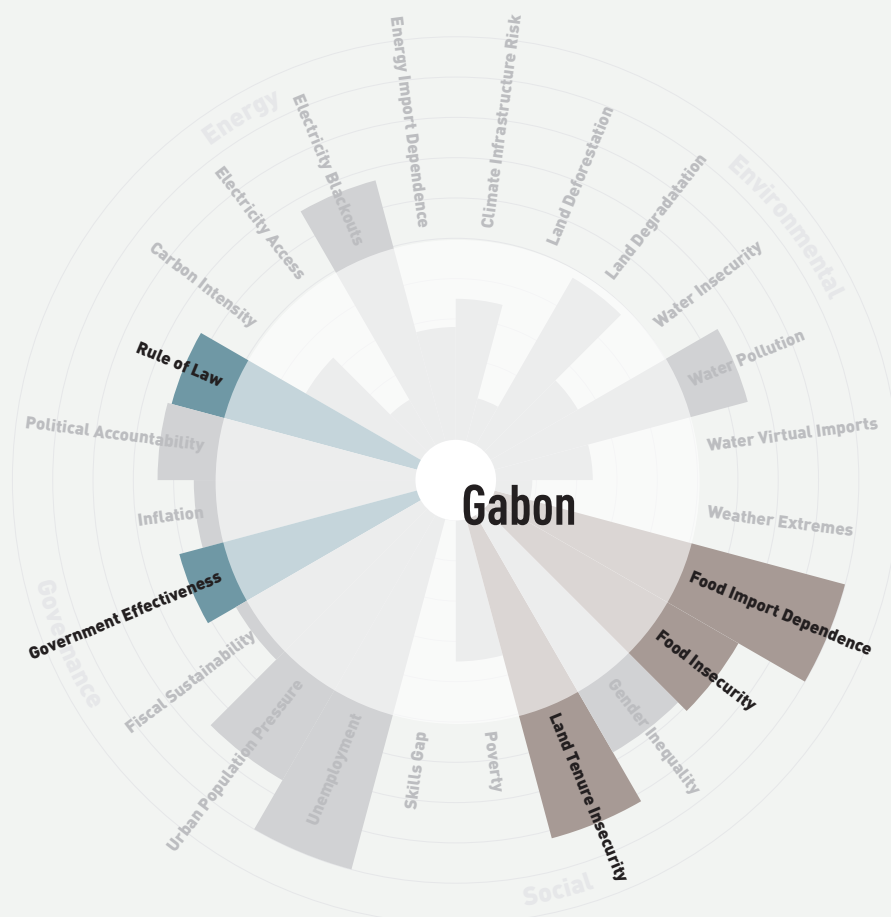 Energy
Environmental
Governance
Social
Energy Import Dependence
Climate Infrastructure Risk
Land Deforestation
Land Degradatation
Water Insecurity
Water Pollution
Water Virtual Imports
Weather Extremes
Food Import Dependence
Food Insecurity
Gender Inequality
Land Tenure Insecurity
Poverty
Skills Gap
Unemployment
Urban Population Pressure
Fiscal Sustainability
Government Effectiveness
Inflation
Political Accountability
Rule of Law
Carbon Intensity
Electricity Access
Electricity Blackouts
Gabon